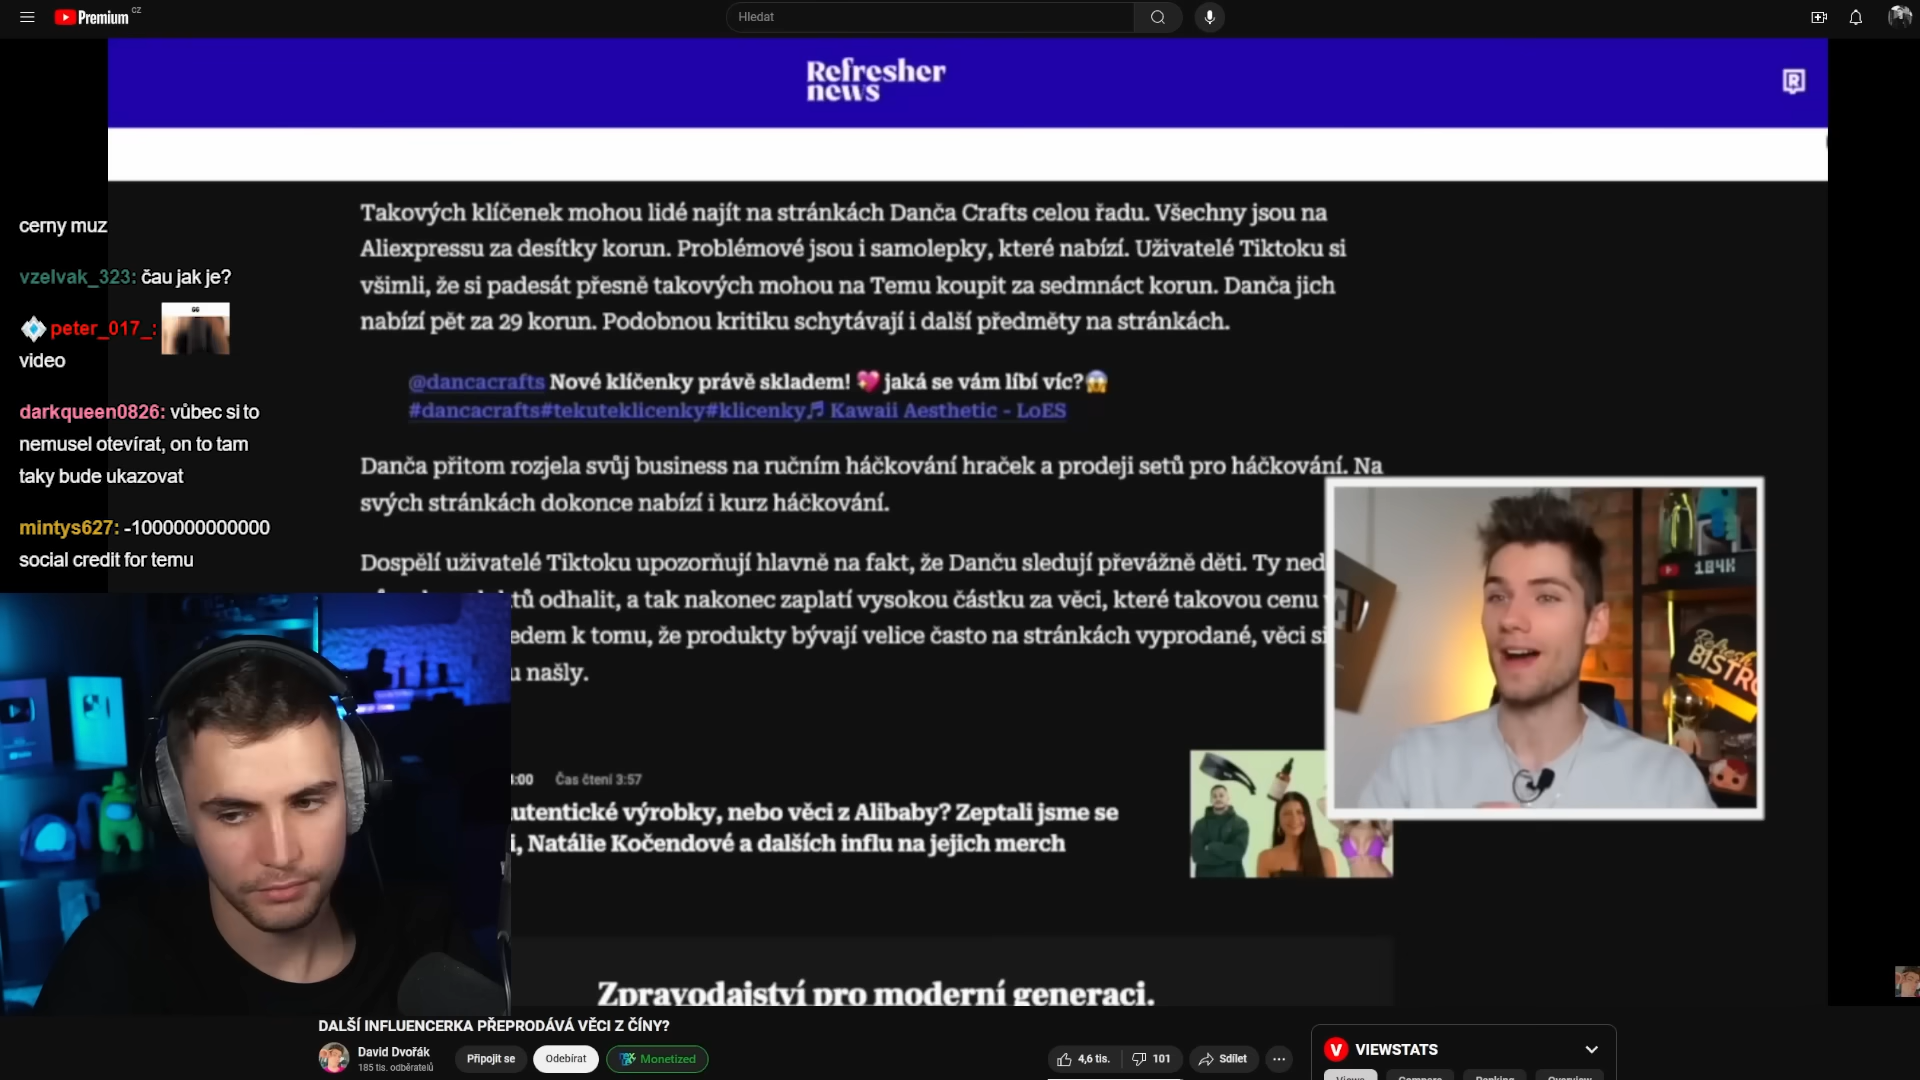 Premium CZ
Hledat
Refresher
news
R
Takových klíčenek mohou lidé najít na stránkách Danča Crafts celou řadu. Všechny jsou na
Aliexpressu za desítky korun. Problémové jsou i samolepky, které nabízí. Uživatelé Tiktoku si
všimli, že si padesát přesně takových mohou na Temu koupit za sedmnáct korun. Danča jich
nabízí pět za 29 korun. Podobnou kritiku schytávají i další předměty na stránkách.
@dancacrafts Nové klíčenky právě skladem! 💖 jaká se vám líbí víc?😱
#dancacrafts#tekuteklicenky#klicenky♬ Kawaii Aesthetic - LoES
Danča přitom rozjela svůj business na ručním háčkování hraček a prodeji setů pro háčkování. Na
svých stránkách dokonce nabízí i kurz háčkování.
Dospělí uživatelé Tiktoku upozorňují hlavně na fakt, že Danču sledují převážně děti. Ty ned
odhalit, a tak nakonec zaplatí vysokou částku za věci, které takovou cenu
edem k tomu, že produkty bývají velice často na stránkách vyprodané, věci si
našly.
:00 Čas čtení 3:57
utentické výrobky, nebo věci z Alibaby? Zeptali jsme se
i, Natálie Kočendové a dalších influ na jejich merch
Zpravodajství pro moderní generaci.
cerny muz
vzelvak_323: čau jak je?
peter_017_:
video
darkqueen0826: vůbec si to
nemusel otevírat, on to tam
taky bude ukazovat
mintys627: -1000000000000
social credit for temu
184K
Refresh
BISTRO
DALŠÍ INFLUENCERKA PŘEPRODÁVÁ VĚCI Z ČÍNY?
David Dvořák
185 tis. odběratelů
Připojit se
Odebírat
Monetized
4,6 tis.
101
Sdílet
VIEWSTATS
Views Compare Ranking Overview